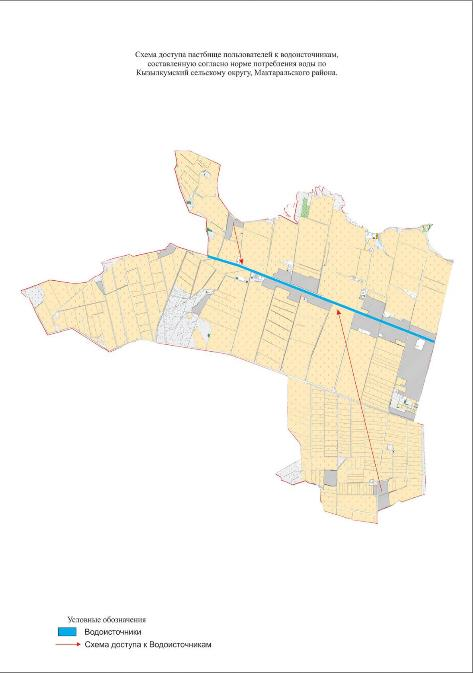 Схема доступа пастбище пользователей к водоисточникам,
составленную согласно норме потребления воды по
Кызылкумский сельскому округу, Мактаральского района.
Условные обозначения
Водоисточники
Схема доступа к Водоисточникам